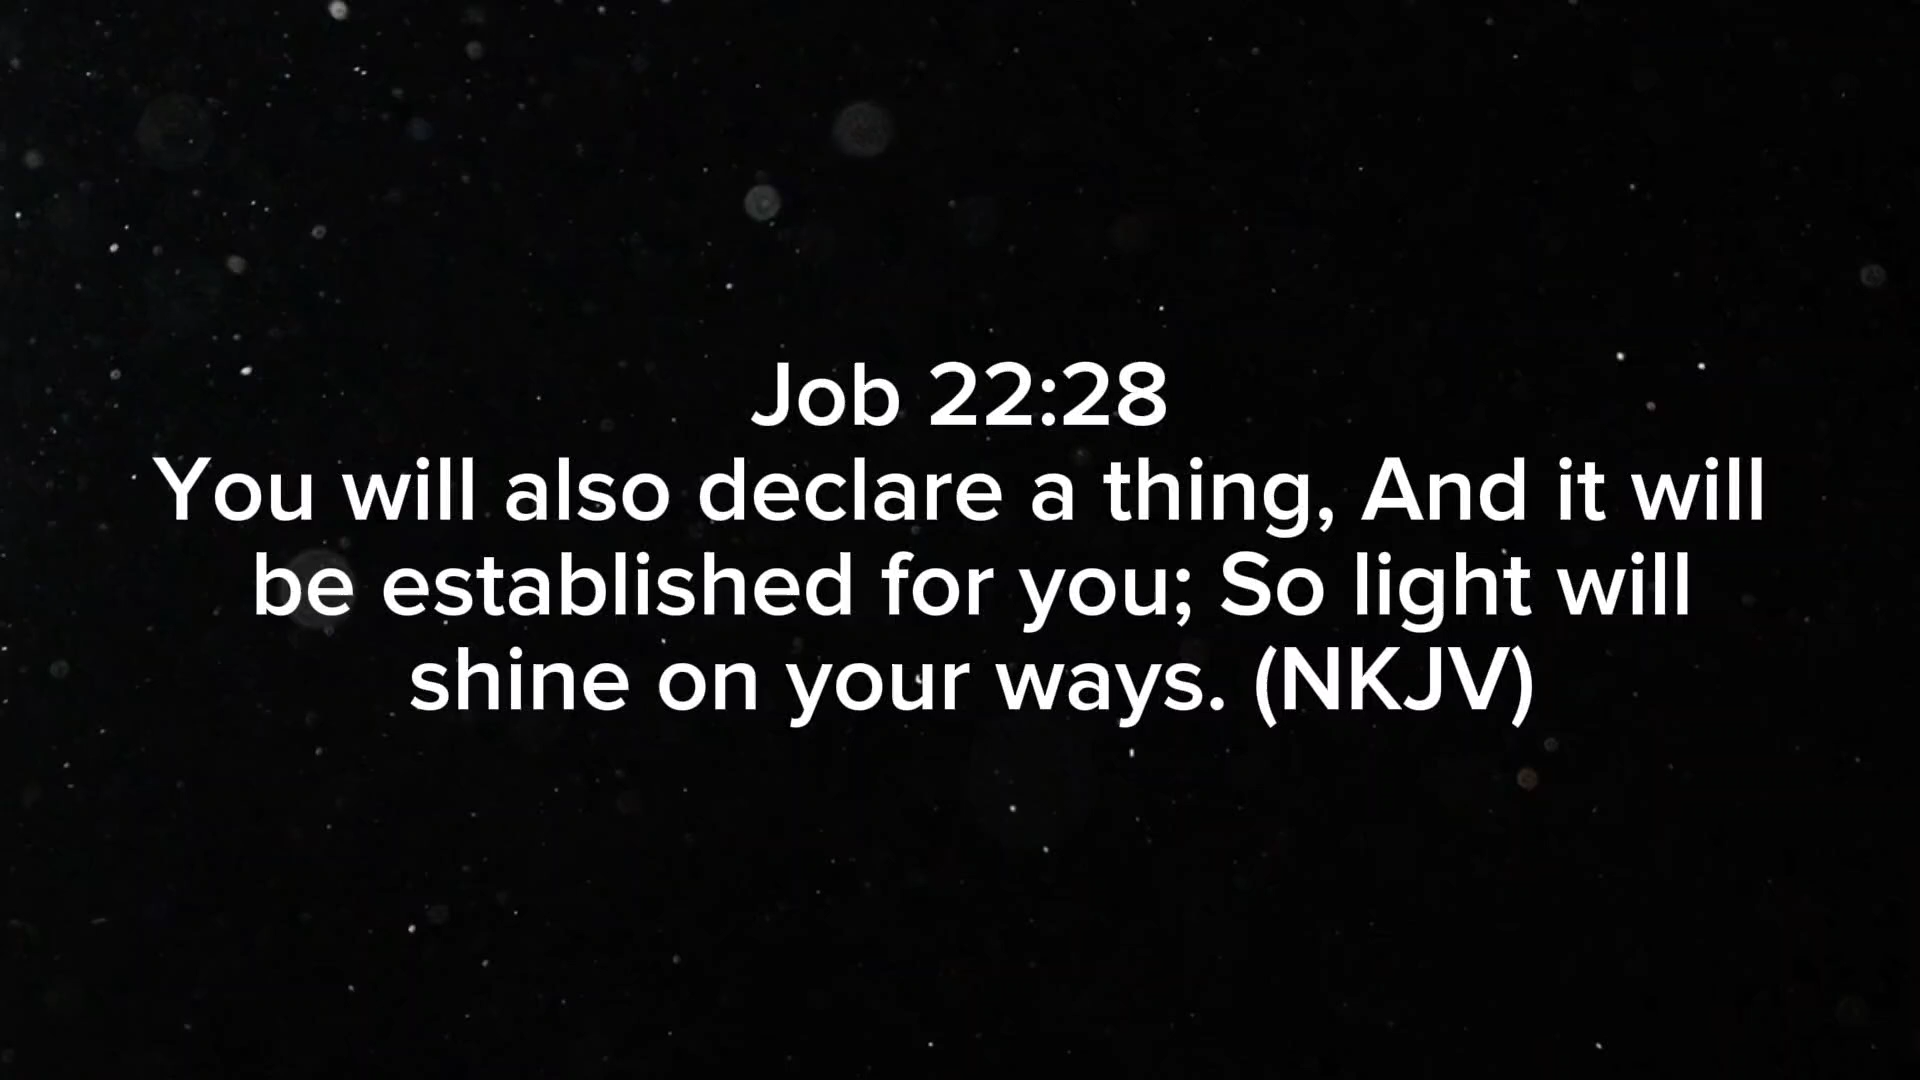 Job 22:28
You will also declare a thing, And it will
be established for you; So light will
shine on your ways. (NKJV)